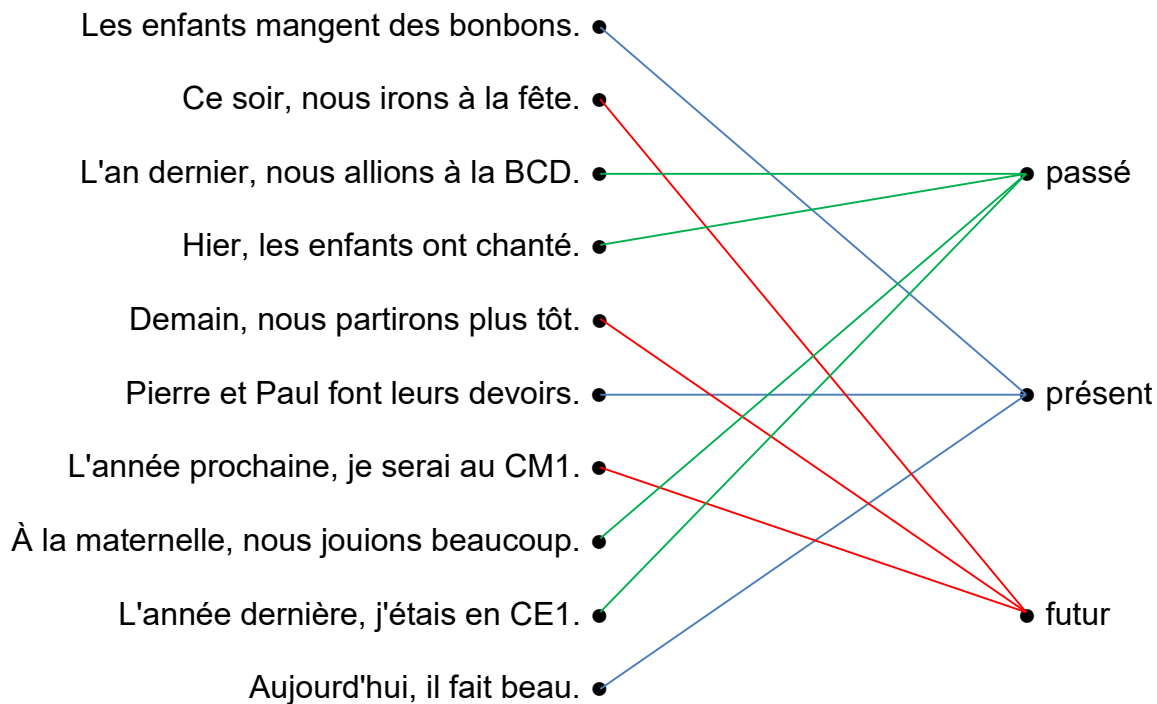 Les enfants mangent des bonbons.
Ce soir, nous irons à la fête.
L'an dernier, nous allions à la BCD.
passé
Hier, les enfants ont chanté.
Demain, nous partirons plus tôt.
Pierre et Paul font leurs devoirs.
présent
L'année prochaine, je serai au CM1.
À la maternelle, nous jouions beaucoup.
L'année dernière, j'étais en CE1.
futur
Aujourd'hui, il fait beau.